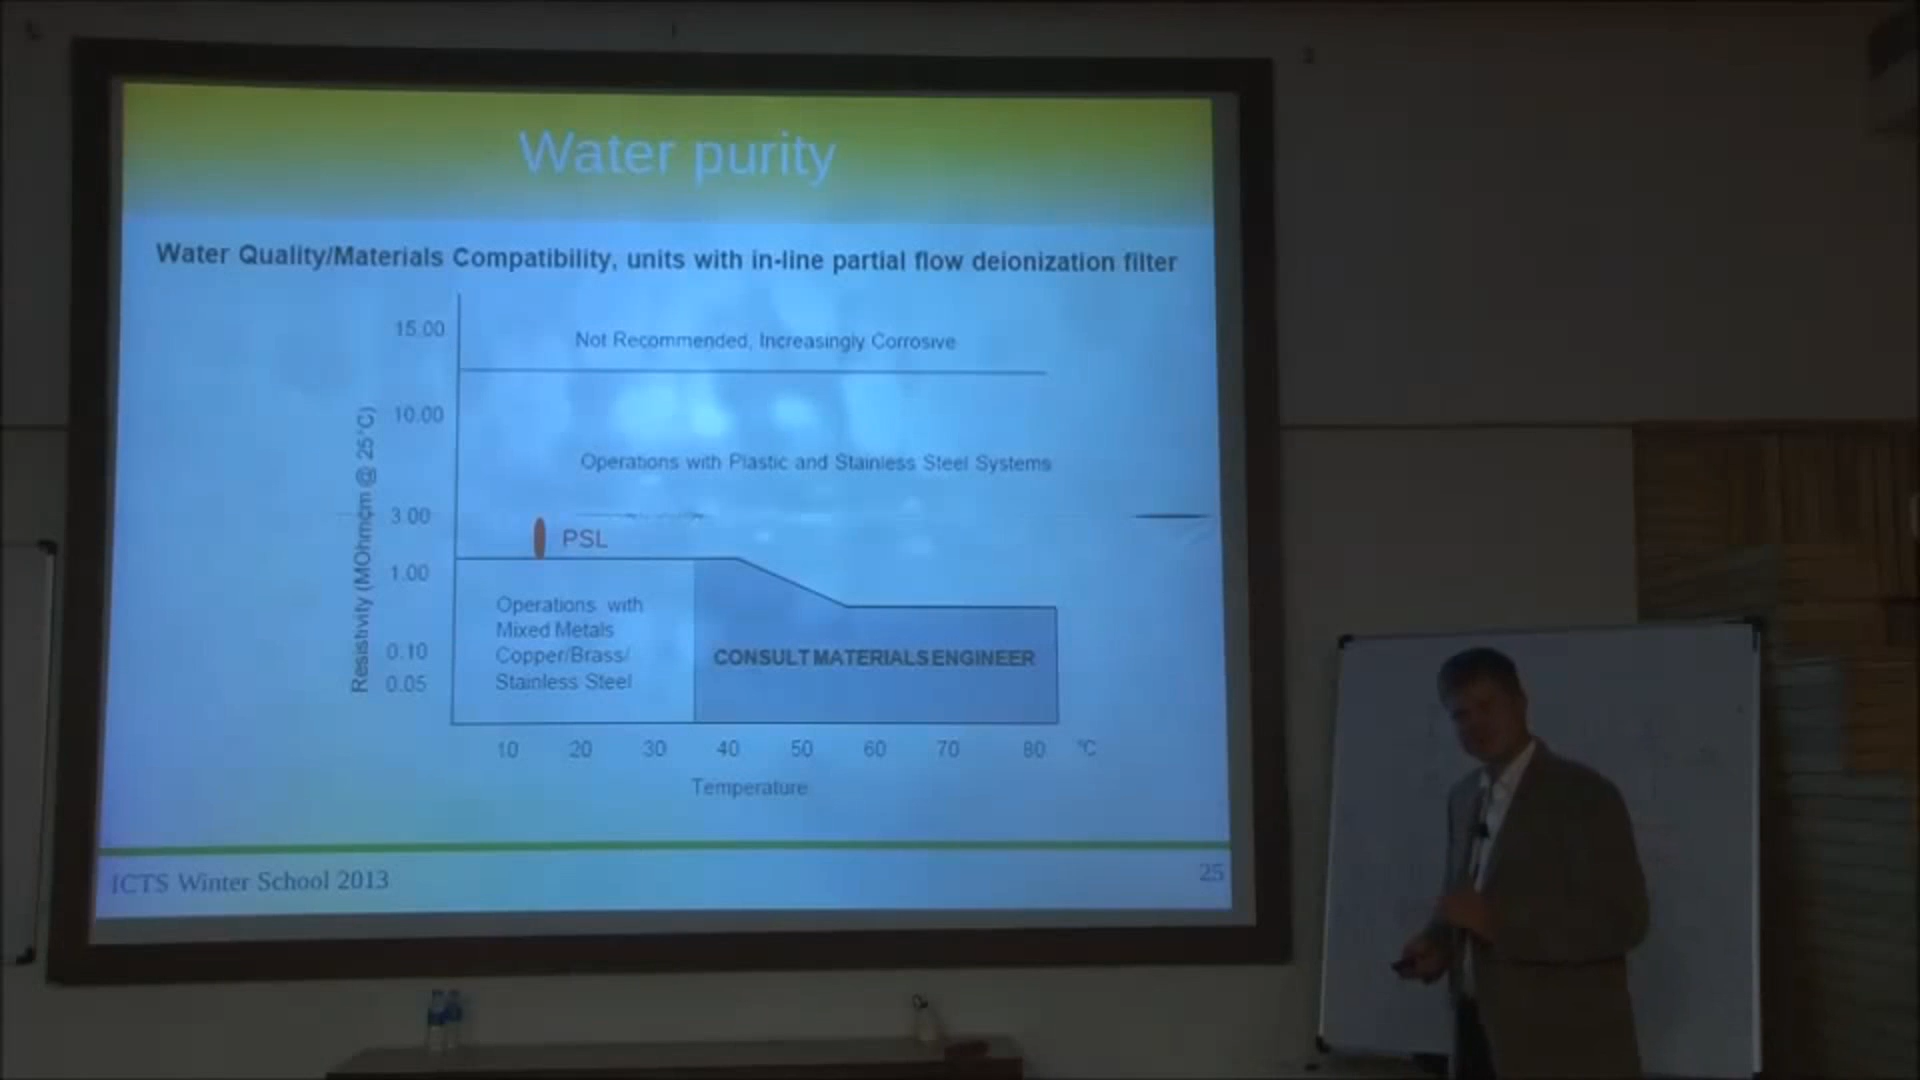 Water purity
Water Quality/Materials Compatibility, units with in-line partial flow deionization filter
15.00
Not Recommended, Increasingly Corrosive
10.00
Operations with Plastic and Stainless Steel Systems
3.00
PSL
1.00
Resistivity (MOhmcm @ 25°C)
Operations with
Mixed Metals
0.10
Copper/Brass/
CONSULT MATERIALS ENGINEER
0.05
Stainless Steel
10 20 30 40 50 60 70 80 °C
Temperature
ICTS Winter School 2013
25